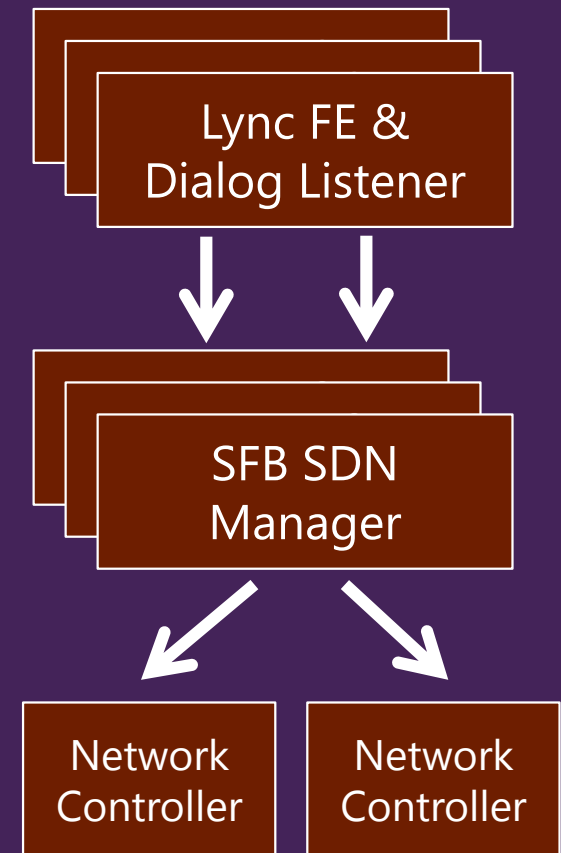 Lync FE &
Dialog Listener
SFB SDN
Manager
Network
Controller
Network
Controller